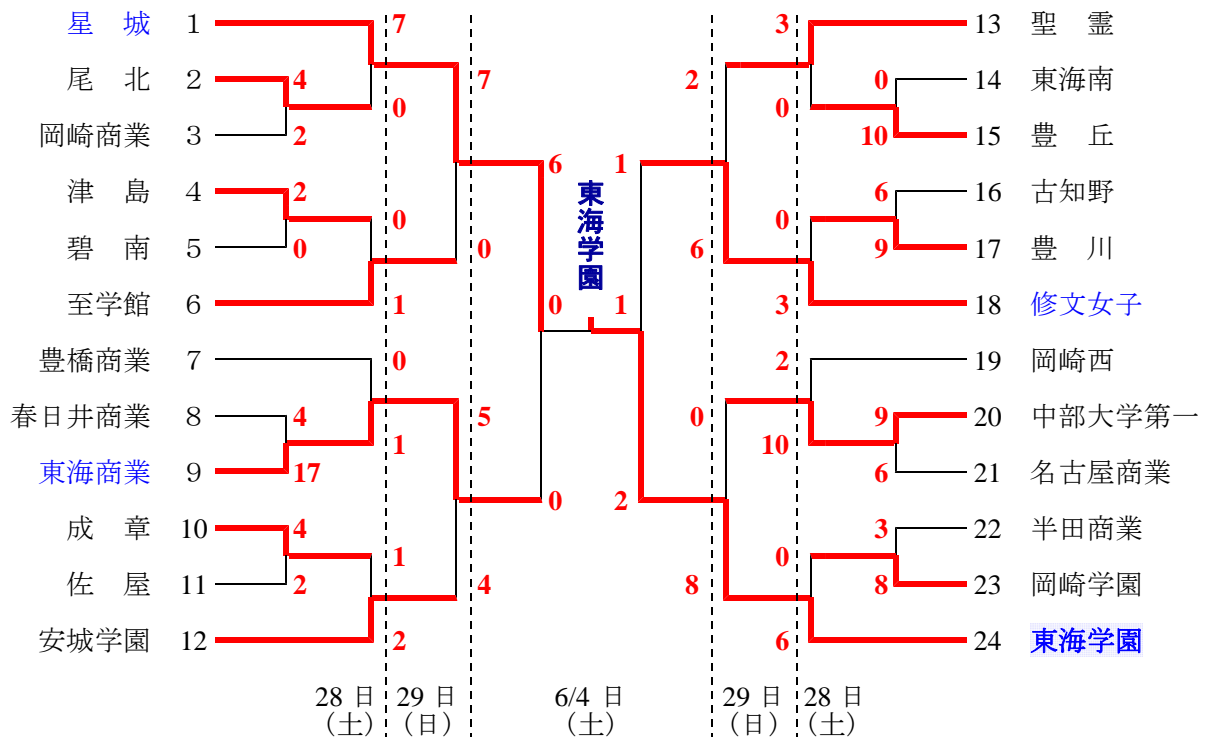 星　城 1 7 3 13 聖　霊
尾　北 2 4 7 2 0 14 東海南
0 0
岡崎商業 3 2 10 15 豊　丘
6 1
津　島 4 2 6 16 古知野
0 0
碧　南 5 0 0 6 9 17 豊　川
至学館 6 1 0 1 3 18 修文女子
東海学園
豊橋商業 7 0 2 19 岡崎西
春日井商業 8 4 5 0 9 20 中部大学第一
1 10
東海商業 9 17 6 21 名古屋商業
0 2
成　章 10 4 3 22 半田商業
1 0
佐　屋 11 2 4 8 8 23 岡崎学園
安城学園 12 2 6 24 東海学園
28 日 29 日 6/4 日 29 日 28 日
（土） （日） （土） （日） （土）